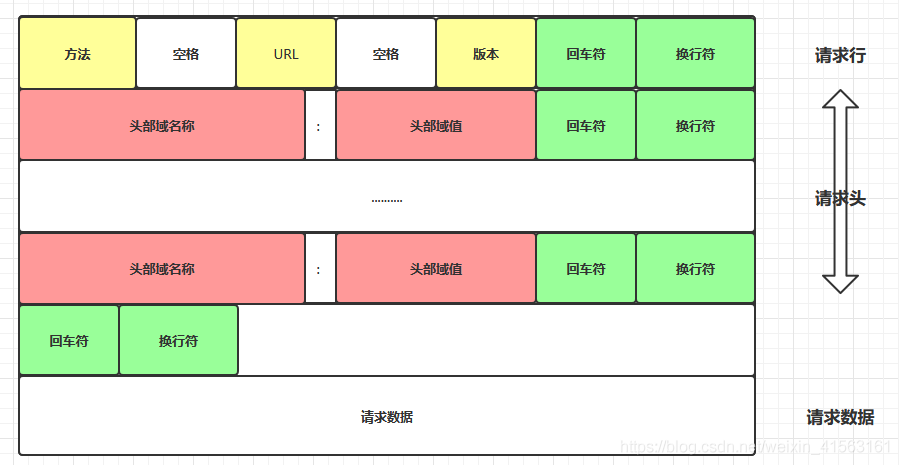 方法 空格 URL 空格 版本 回车符 换行符 请求行
头部域名称 : 头部域值 回车符 换行符
.......... 请求头
头部域名称 : 头部域值 回车符 换行符
回车符 换行符
请求数据 请求数据
https://blog.csdn.net/weixin_41563161